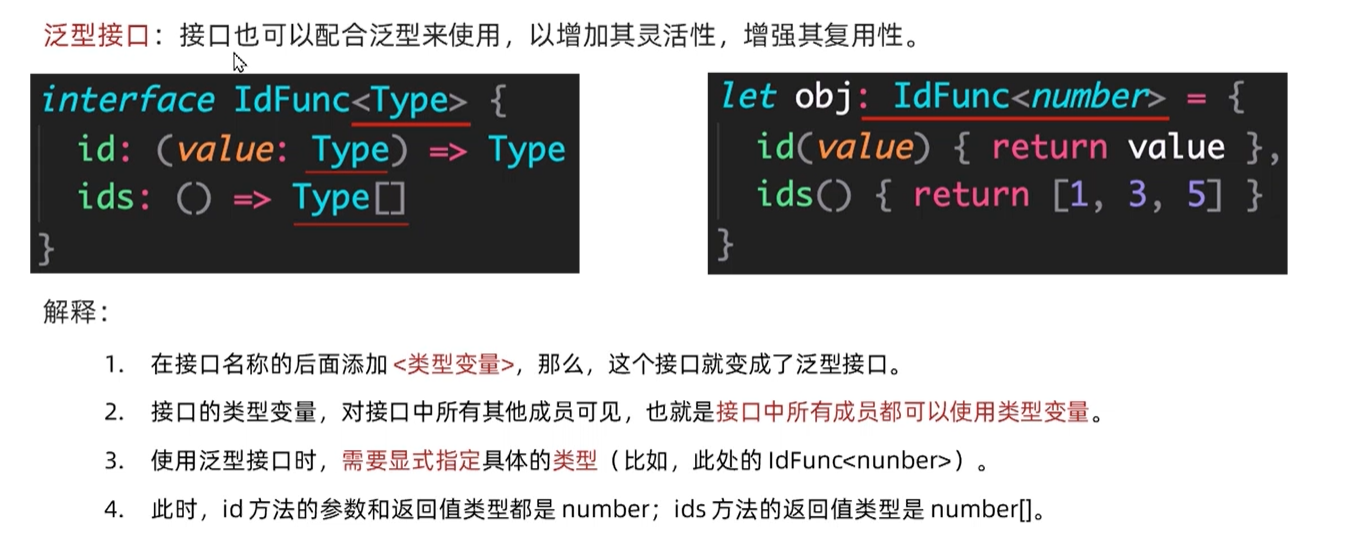 泛型接口：接口也可以配合泛型来使用，以增加其灵活性，增强其复用性。
interface IdFunc<Type> {
id: (value: Type) => Type
ids: () => Type[]
}
let obj: IdFunc<number> = {
id(value) { return value },
ids() { return [1, 3, 5] }
}
解释：
1. 在接口名称的后面添加 <类型变量>，那么，这个接口就变成了泛型接口。
2. 接口的类型变量，对接口中所有其他成员可见，也就是接口中所有成员都可以使用类型变量。
3. 使用泛型接口时，需要显式指定具体的类型（比如，此处的 IdFunc<nunber>）。
4. 此时，id 方法的参数和返回值类型都是 number；ids 方法的返回值类型是 number[]。